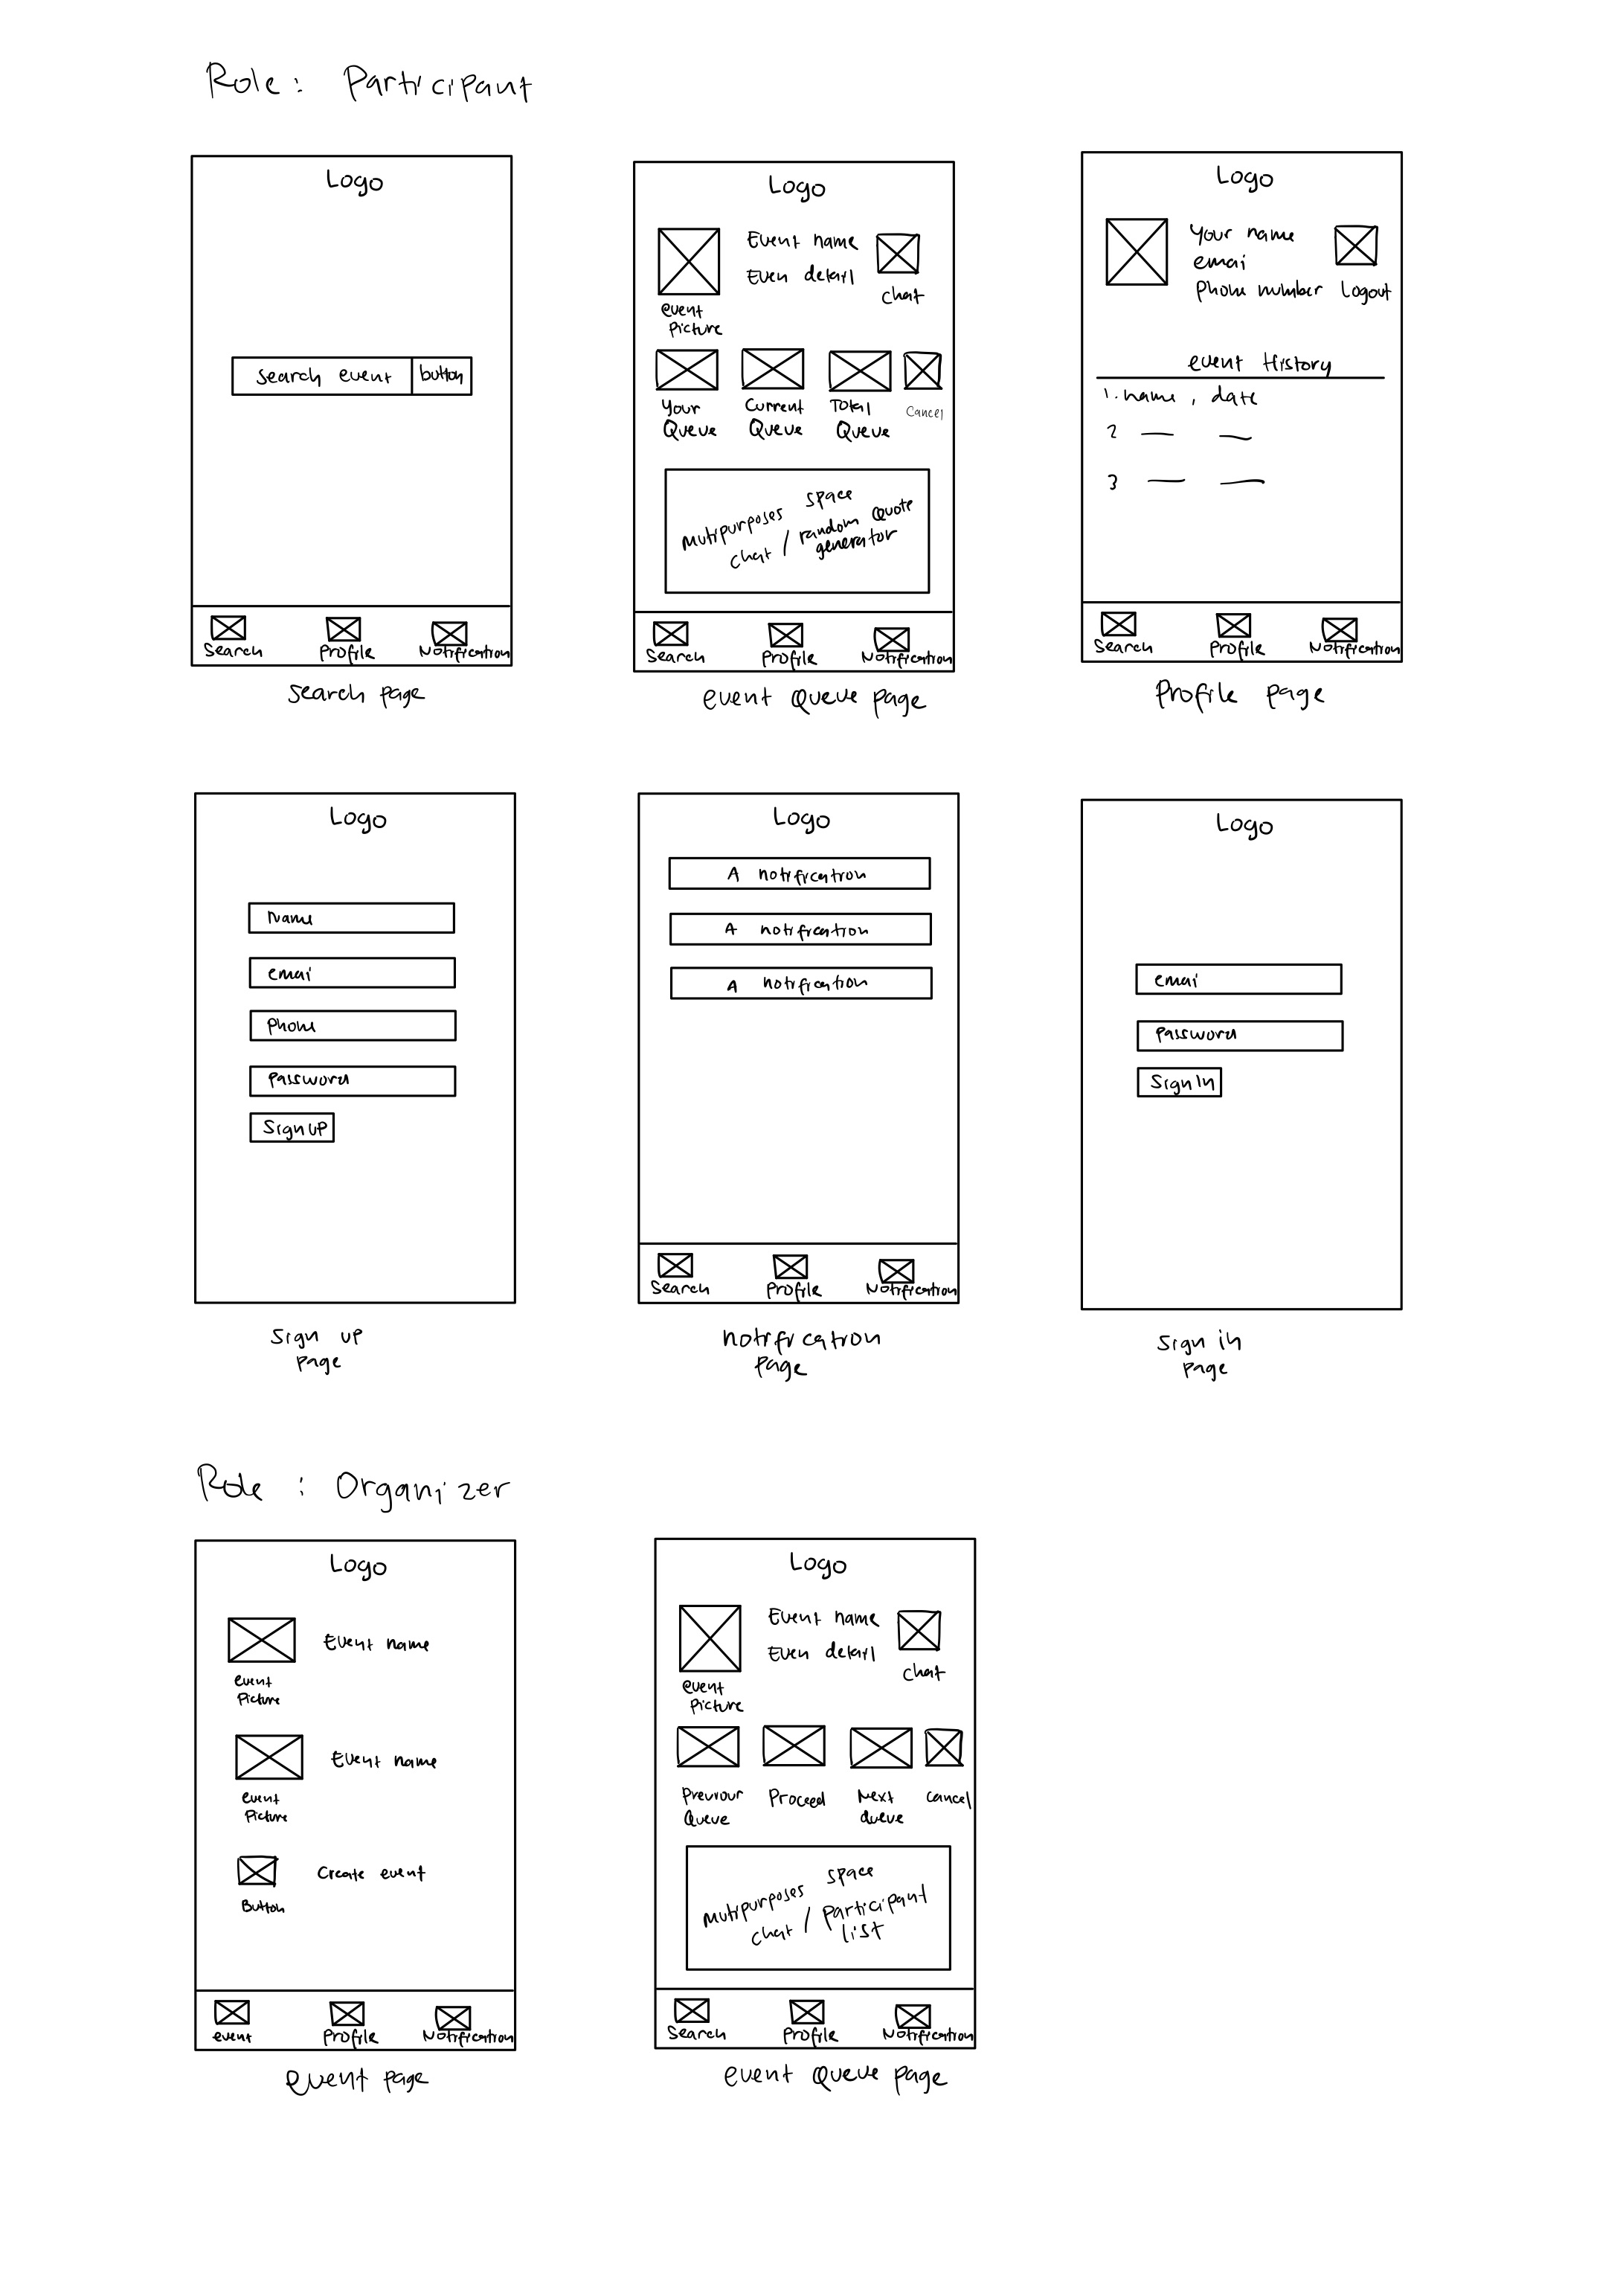 Role: Participant
Logo
Search event
button
Search
Profile
Notification
Search page
Logo
Event name
Even detail
chat
event
Picture
Your
Queue
Current
Queue
Total
Queue
Cancel
Mutipurposes space
chat / random Quote
generator
Search
Profile
Notification
event Queue page
Logo
Your name
emai
Phone number
Logout
event History
1. name, date
2
3
Search
Profile
Notification
Profile page
Logo
Name
emai
Phone
Password
Sign up
Sign up
page
Logo
A notification
A notification
A notification
Search
Profile
Notification
notification
page
Logo
emai
Password
Sign In
Sign in
page
Role : Organizer
Logo
Event name
event
Picture
Event name
event
Picture
Create event
Button
event
Profile
Notification
event page
Logo
Event name
Even detail
chat
event
Picture
Previour
Queue
Proceed
Next
Queue
Cancel
Mutipurposes space
chat / Participant
list
Search
Profile
Notification
event Queue page